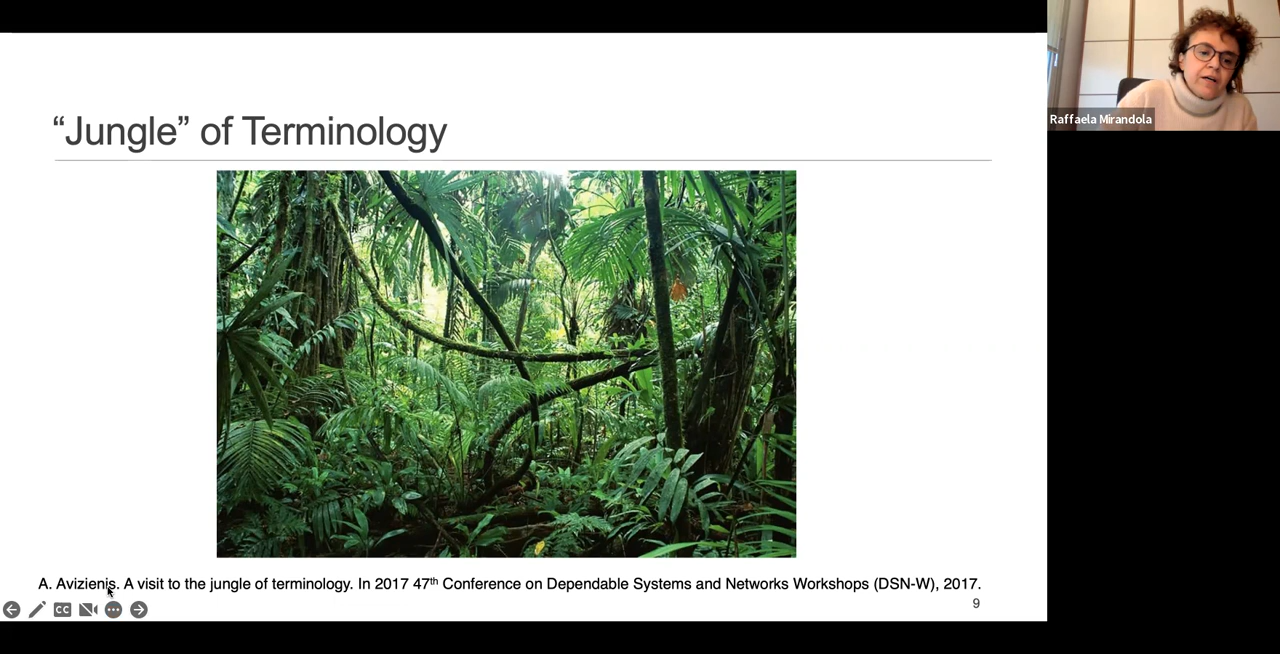 “Jungle” of Terminology
Raffaela Mirandola
A. Avizienis. A visit to the jungle of terminology. In 2017 47th Conference on Dependable Systems and Networks Workshops (DSN-W), 2017.
9
CC